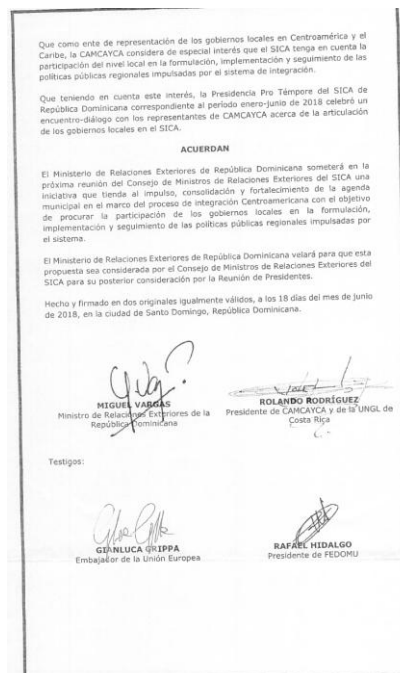 Que como ente de representación de los gobiernos locales en Centroamérica y el
Caribe, la CAMCAYCA considera de especial interés que el SICA tenga en cuenta la
participación del nivel local en la formulación, implementación y seguimiento de las
políticas públicas regionales impulsadas por el sistema de integración.
Que teniendo en cuenta este interés, la Presidencia Pro Témpore del SICA de
República Dominicana correspondiente al período enero-junio de 2018 celebró un
encuentro-diálogo con los representantes de CAMCAYCA acerca de la articulación
de los gobiernos locales en el SICA.
ACUERDAN
El Ministerio de Relaciones Exteriores de República Dominicana someterá en la
próxima reunión del Consejo de Ministros de Relaciones Exteriores del SICA una
iniciativa que tienda al impulso, consolidación y fortalecimiento de la agenda
municipal en el marco del proceso de integración Centroamericana con el objetivo
de procurar la participación de los gobiernos locales en la formulación,
implementación y seguimiento de las políticas públicas regionales impulsadas por
el sistema.
El Ministerio de Relaciones Exteriores de República Dominicana velará para que esta
propuesta sea considerada por el Consejo de Ministros de Relaciones Exteriores del
SICA para su posterior consideración por la Reunión de Presidentes.
Hecho y firmado en dos originales igualmente válidos, a los 18 días del mes de junio
de 2018, en la ciudad de Santo Domingo, República Dominicana.
MIGUEL VARGAS
Ministro de Relaciones Exteriores de la
República Dominicana
ROLANDO RODRÍGUEZ
Presidente de CAMCAYCA y de la UNGL de
Costa Rica
Testigos:
GIANLUCA GRIPPA
Embajador de la Unión Europea
RAFAEL HIDALGO
Presidente de FEDOMU